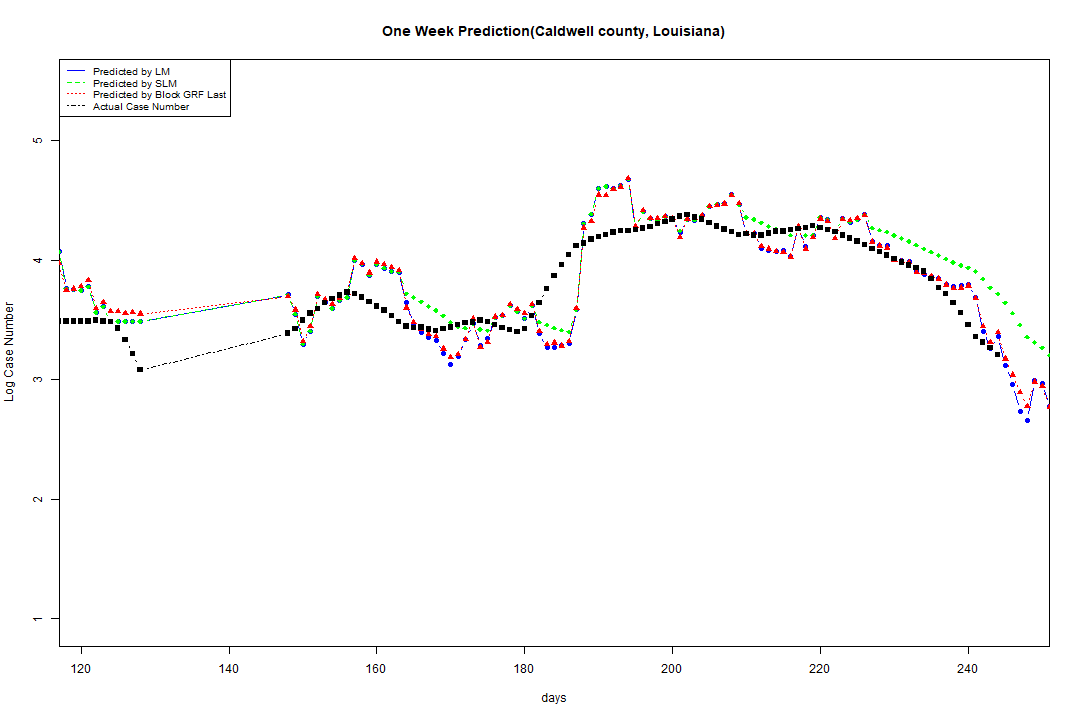 One Week Prediction(Caldwell county, Louisiana)
Predicted by LM
Predicted by SLM
Predicted by Block GRF Last
Actual Case Number
5
4
3
2
1
Log Case Number
120 140 160 180 200 220 240
days